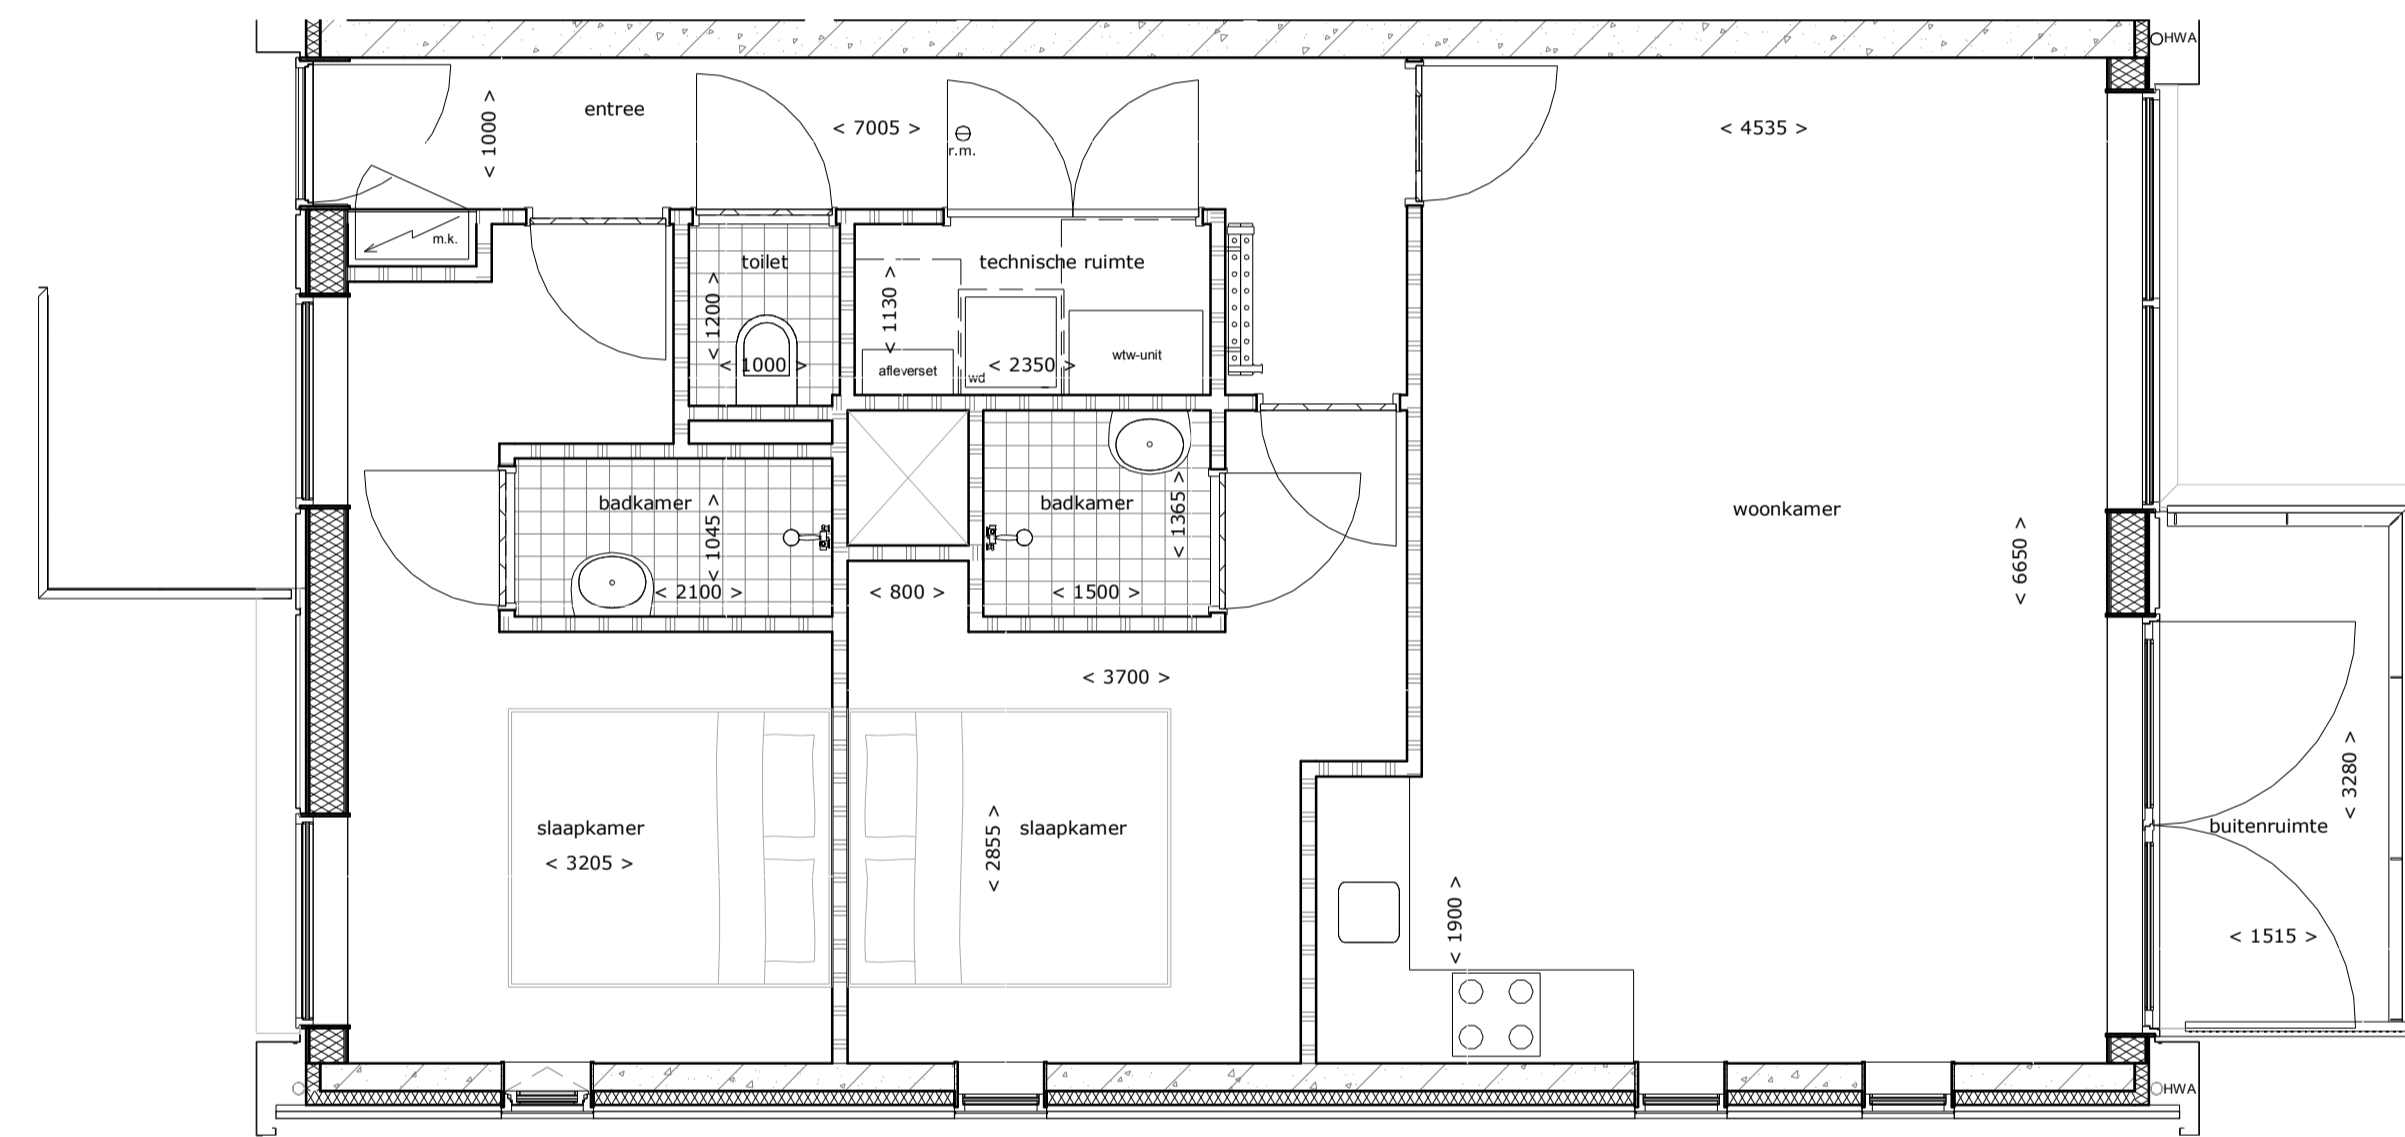 HWA
entree
< 1000 >
< 7005 >
r.m.
< 4535 >
m.k.
toilet
technische ruimte
< 1200 >
< 1130 >
< 1000 >
afleverset
wd
< 2350 >
wtw-unit
badkamer
< 1045 >
< 2100 >
< 800 >
badkamer
< 1365 >
< 1500 >
woonkamer
< 6650 >
< 3700 >
slaapkamer
< 3205 >
< 2855 >
slaapkamer
< 1900 >
buitenruimte
< 3280 >
< 1515 >
HWA